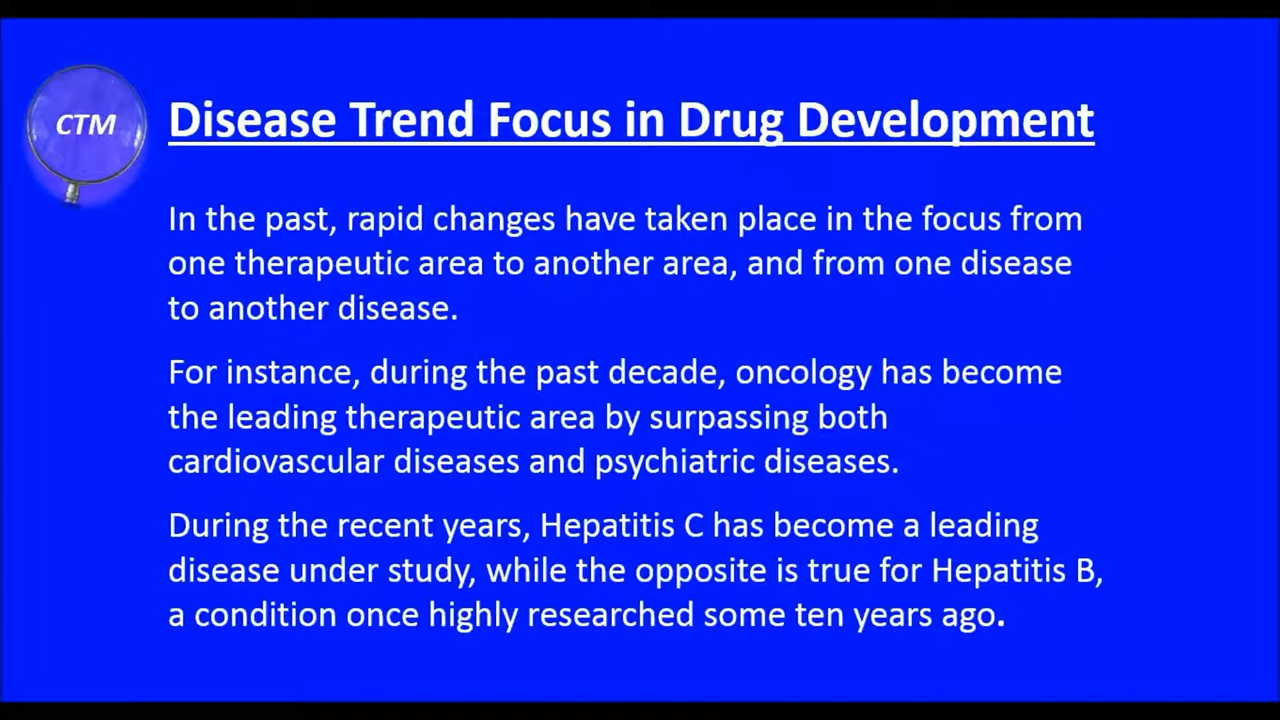 CTM
Disease Trend Focus in Drug Development
In the past, rapid changes have taken place in the focus from
one therapeutic area to another area, and from one disease
to another disease.
For instance, during the past decade, oncology has become
the leading therapeutic area by surpassing both
cardiovascular diseases and psychiatric diseases.
During the recent years, Hepatitis C has become a leading
disease under study, while the opposite is true for Hepatitis B,
a condition once highly researched some ten years ago.